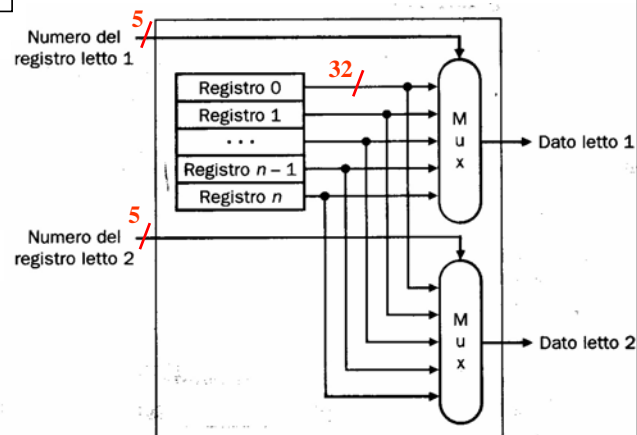 5
Numero del
registro letto 1
32
Registro 0
Registro 1
...
Registro n – 1
Registro n
M
u
x
Dato letto 1
5
Numero del
registro letto 2
M
u
x
Dato letto 2